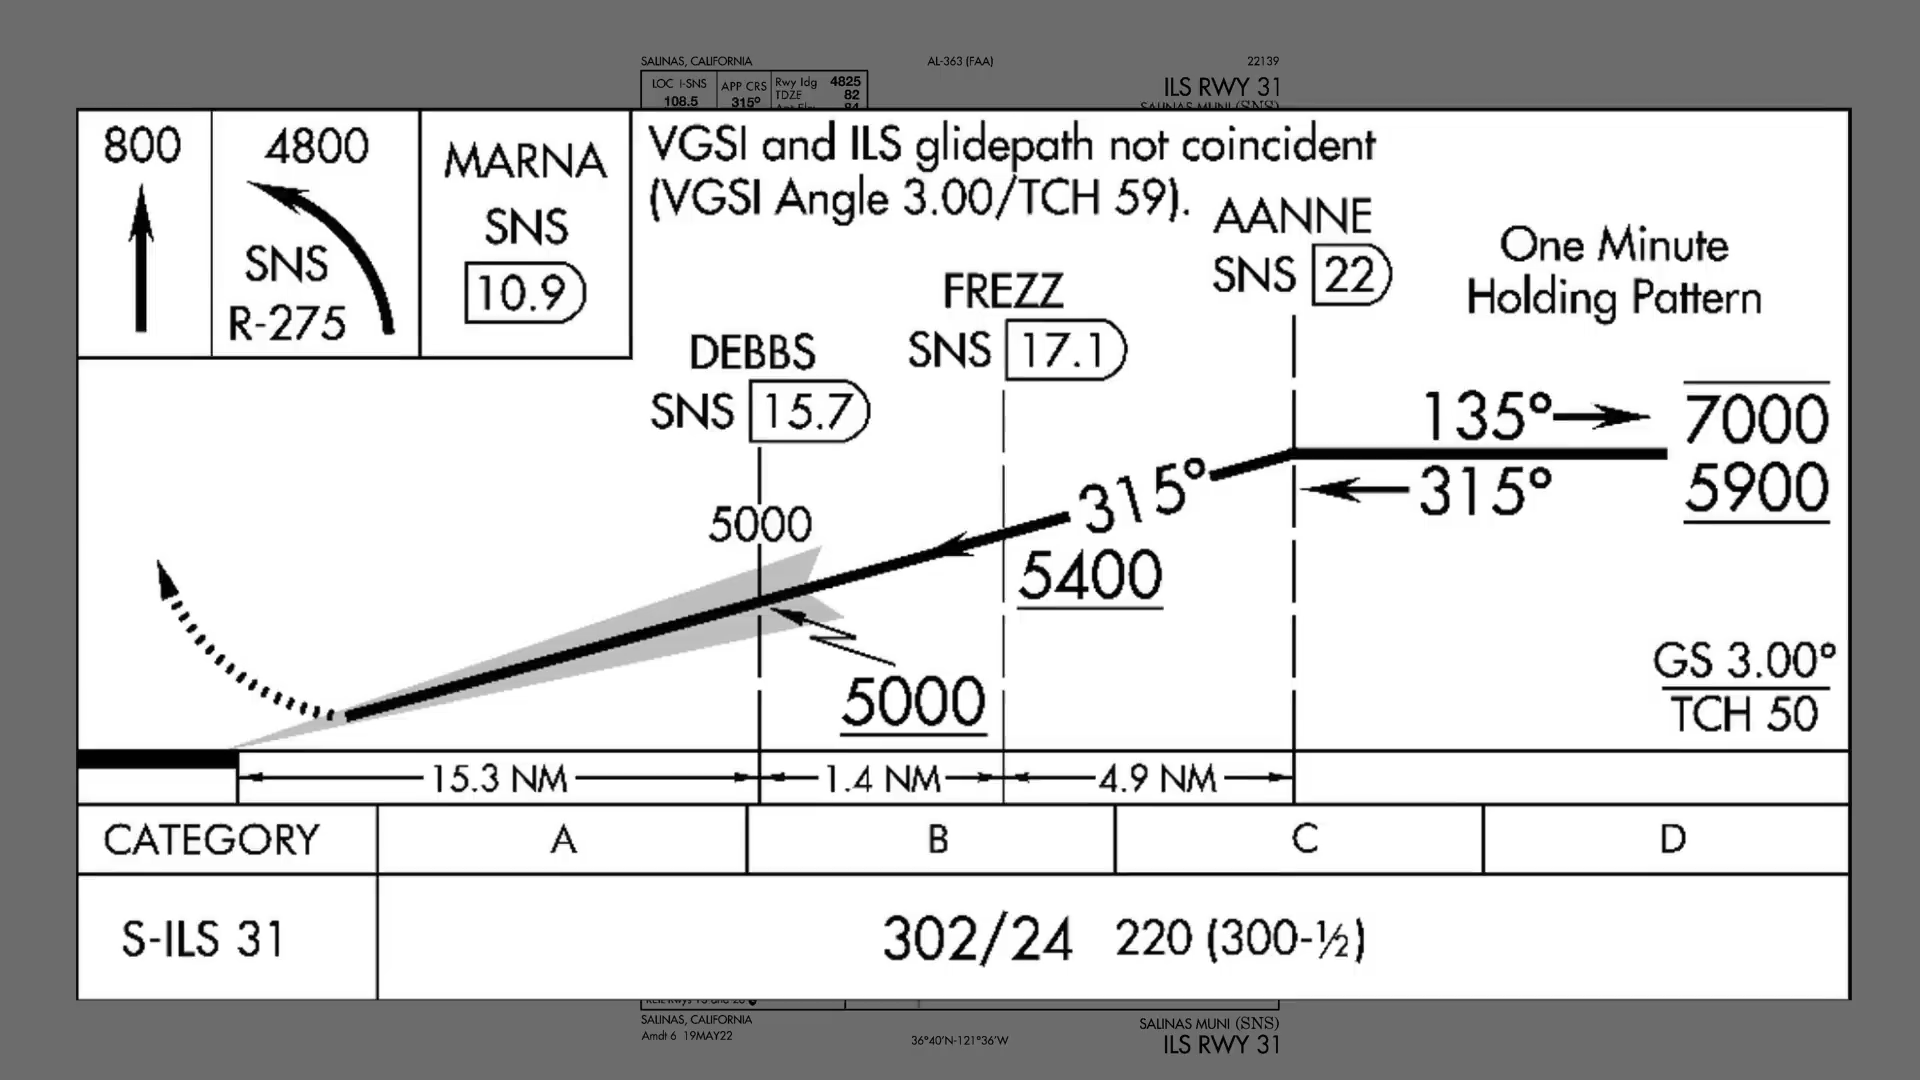 SALINAS, CALIFORNIA
AL-363 (FAA)
22139
LOC I-SNS
108.5
APP CRS
315°
Rwy ldg 4825
TDZE 82
ILS RWY 31
SALINAS MUNI (SNS)
800
4800
SNS
R-275
MARNA
SNS
10.9
VGSI and ILS glidepath not coincident
(VGSI Angle 3.00/TCH 59).
AANNE
SNS 22
One Minute
Holding Pattern
FREZZ
SNS 17.1
DEBBS
SNS 15.7
135° 7000
315° 5900
315°
5000
5400
5000
GS 3.00°
TCH 50
15.3 NM
1.4 NM
4.9 NM
CATEGORY A B C D
S-ILS 31 302/24 220 (300-½)
SALINAS, CALIFORNIA
Amdt 6 19MAY22
36°40'N-121°36'W
SALINAS MUNI (SNS)
ILS RWY 31